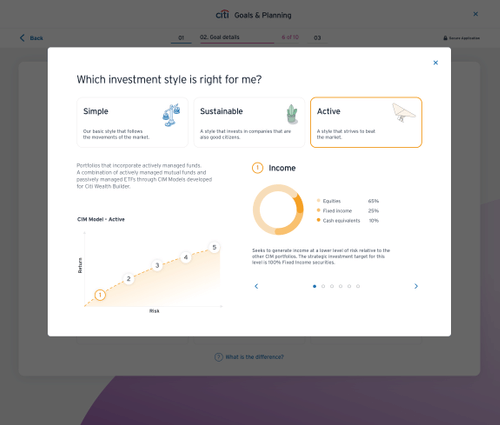 citi Goals & Planning
Back
01
02. Goal details
4 of 10
03
Secure Application
Which investment style is right for me?
Simple
Our basic style that follows
the movements of the market.
Sustainable
A style that invests in companies that are
also good citizens.
Active
A style that strives to beat
the market.
Portfolios that incorporate actively managed funds.
A combination of actively managed mutual funds and
passively managed ETFs through CIM Models developed
for Citi Wealth Builder.
CIM Model - Active
Return
1
2
3
4
5
Risk
1 Income
Equities 65%
Fixed income 25%
Cash equivalents 10%
Seeks to generate income at a lower level of risk relative to the
other CIM portfolios. The strategic investment target for this
level is 100% Fixed Income securities.
? What is the difference?